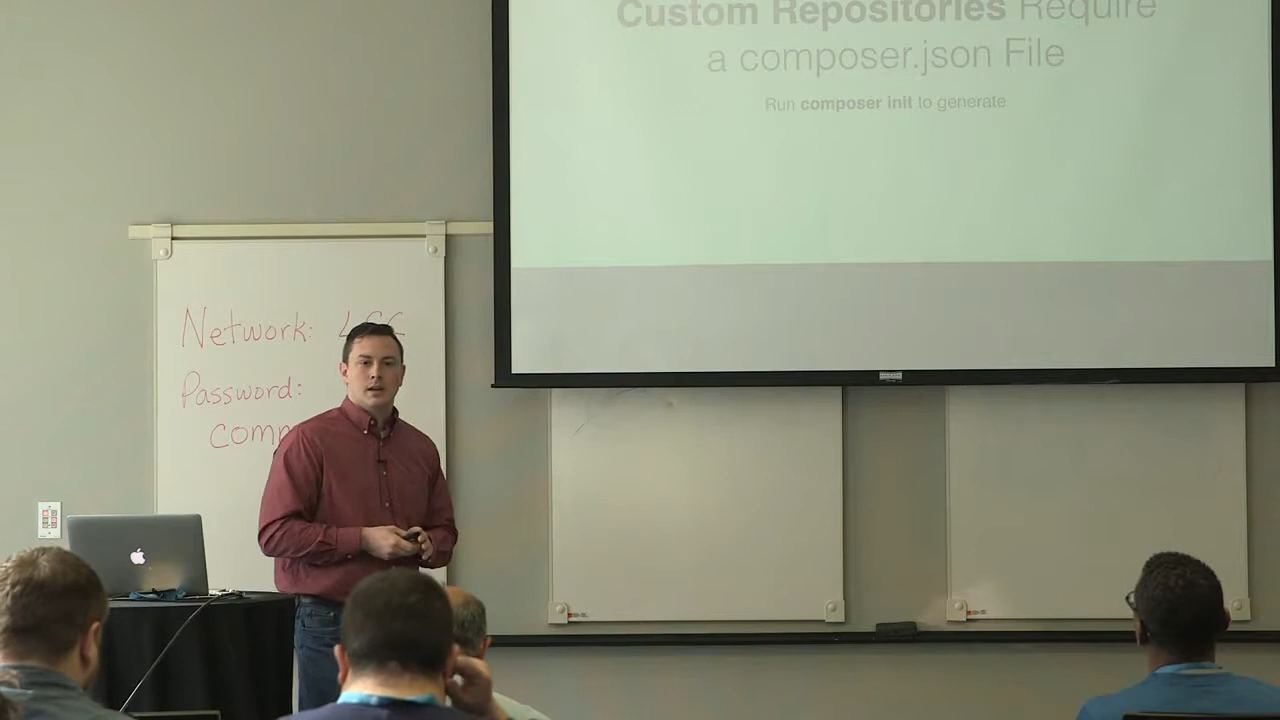 Custom Repositories Require
a composer.json File
Run composer init to generate
Network:
Password: